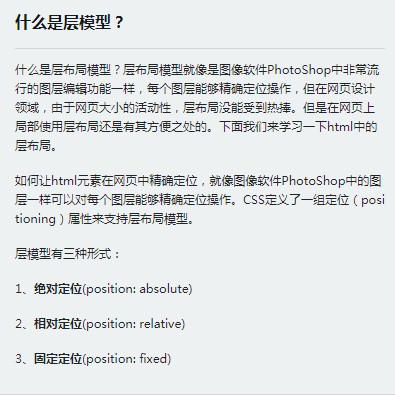 什么是层模型？
什么是层布局模型？层布局模型就像是图像软件PhotoShop中非常流
行的图层编辑功能一样，每个图层能够精确定位操作，但在网页设计
领域，由于网页大小的活动性，层布局没能受到热捧。但是在网页上
局部使用层布局还是有其方便之处的。下面我们来学习一下html中的
层布局。
如何让html元素在网页中精确定位，就像图像软件PhotoShop中的图
层一样可以对每个图层能够精确定位操作。CSS定义了一组定位（posi
tioning）属性来支持层布局模型。
层模型有三种形式：
1、绝对定位(position: absolute)
2、相对定位(position: relative)
3、固定定位(position: fixed)